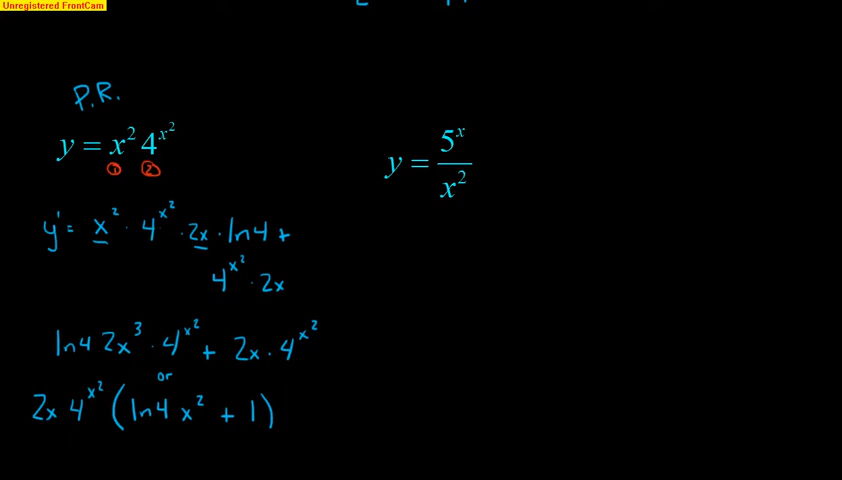 Unregistered FrontCam
P.R.
y = x² 4^{x²}
① ②
y' = x² · 4^{x²} · 2x · ln4 +
4^{x²} · 2x
ln4 2x³ · 4^{x²} + 2x · 4^{x²}
or
2x 4^{x²} (ln4 x² + 1)
y = 5^x / x²